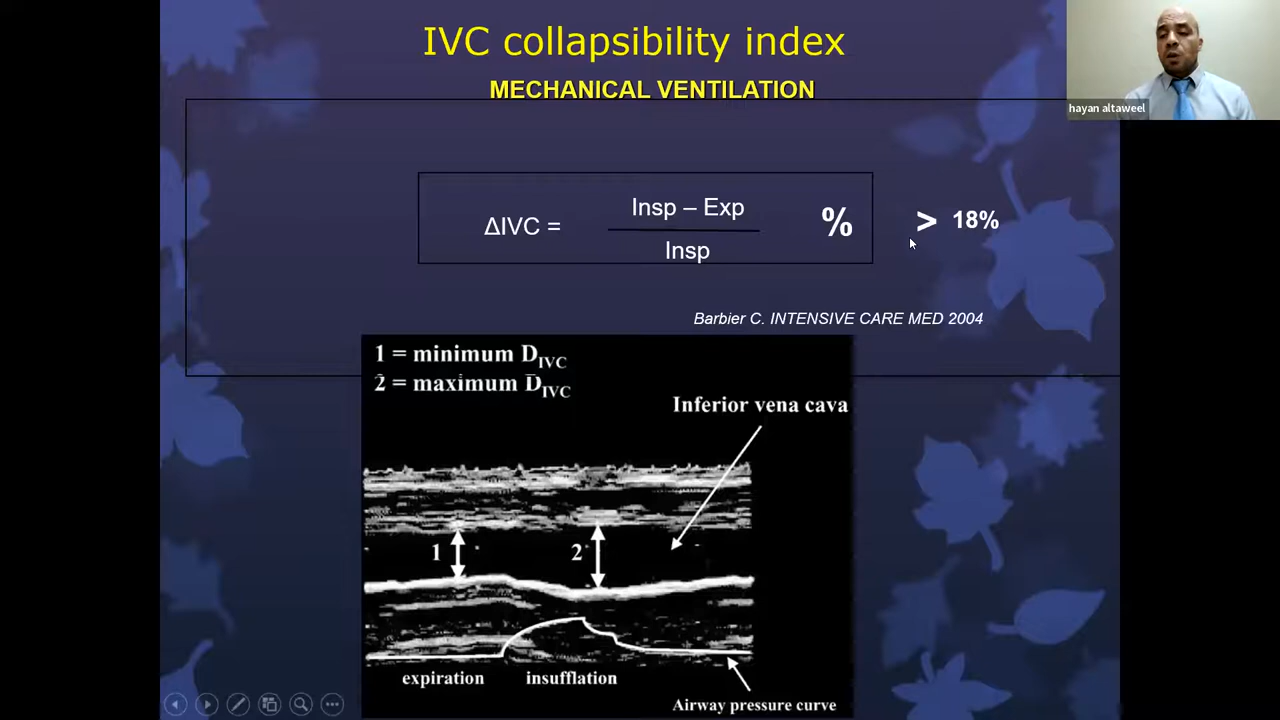 IVC collapsibility index
MECHANICAL VENTILATION
hayan altaweel
ΔIVC =
Insp – Exp
Insp
%
> 18%
Barbier C. INTENSIVE CARE MED 2004
1 = minimum DIVC
2 = maximum DIVC
Inferior vena cava
1
2
expiration
insufflation
Airway pressure curve